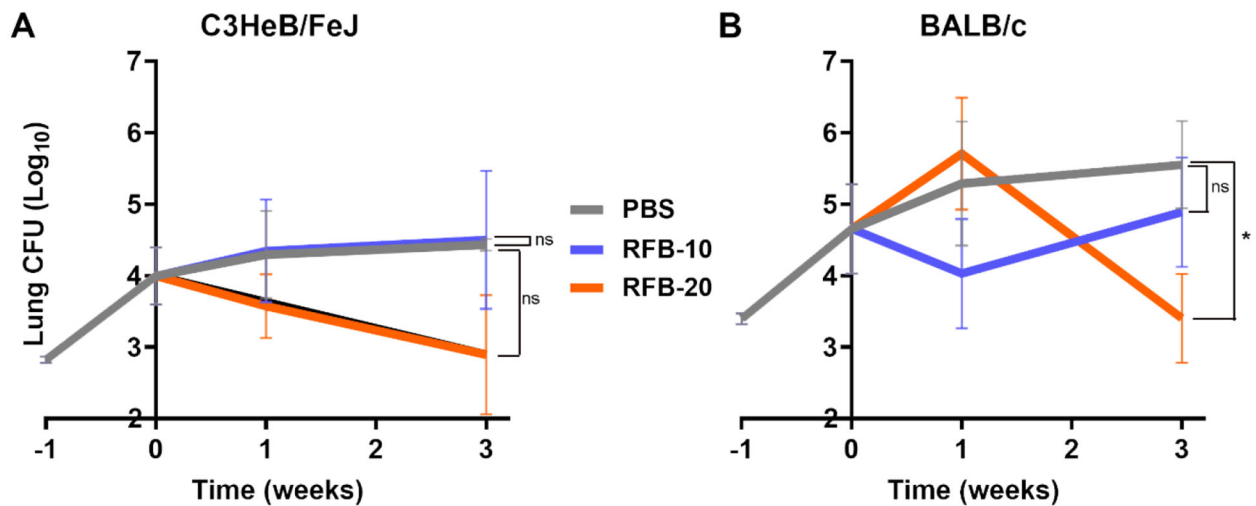 A
C3HeB/FeJ
Lung CFU (Log10)
7
6
5
4
3
2
-1 0 1 2 3
Time (weeks)
ns
ns
PBS
RFB-10
RFB-20
B
BALB/c
7
6
5
4
3
2
-1 0 1 2 3
Time (weeks)
ns
*